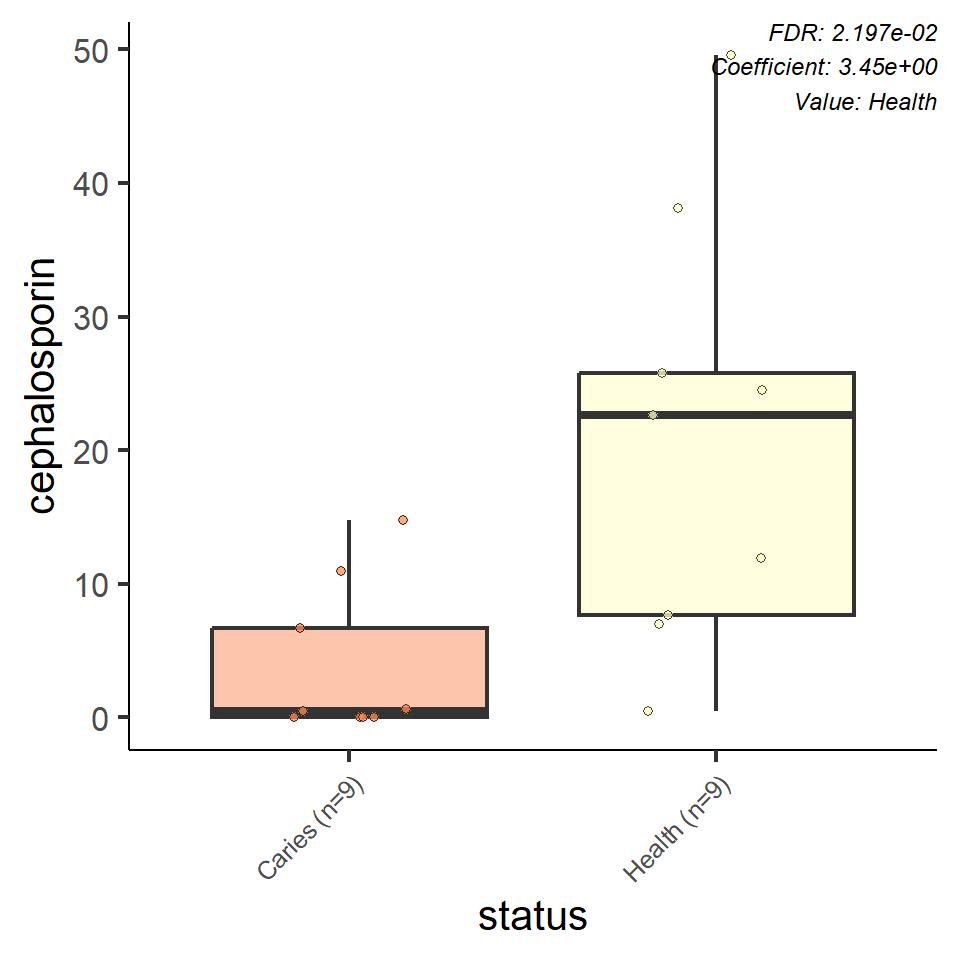 FDR: 2.197e-02
Coefficient: 3.45e+00
Value: Health
50
40
30
20
10
0
cephalosporin
Caries (n=9)
Health (n=9)
status